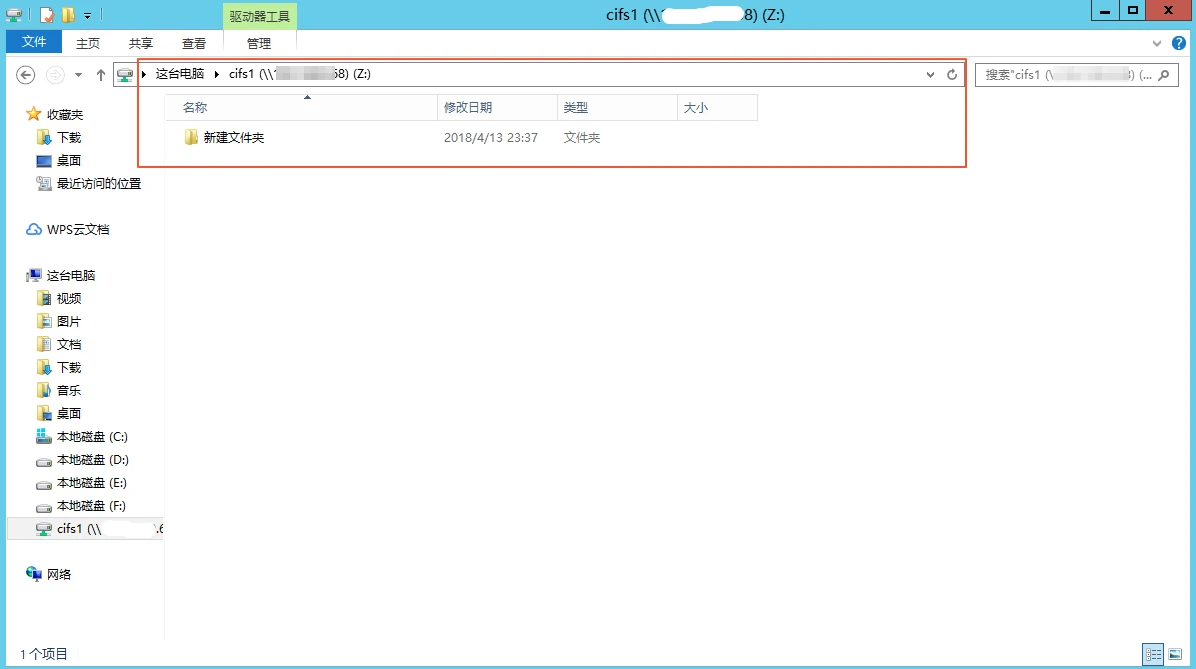 驱动器工具
cifs1 (\\ 8) (Z:)
文件 主页 共享 查看 管理
这台电脑 cifs1 (\\1 58) (Z:)
搜索"cifs1 (\ ) (...
名称 修改日期 类型 大小
新建文件夹 2018/4/13 23:37 文件夹
收藏夹
下载
桌面
最近访问的位置
WPS云文档
这台电脑
视频
图片
文档
下载
音乐
桌面
本地磁盘 (C:)
本地磁盘 (D:)
本地磁盘 (E:)
本地磁盘 (F:)
cifs1 (\\ .6
网络
1 个项目